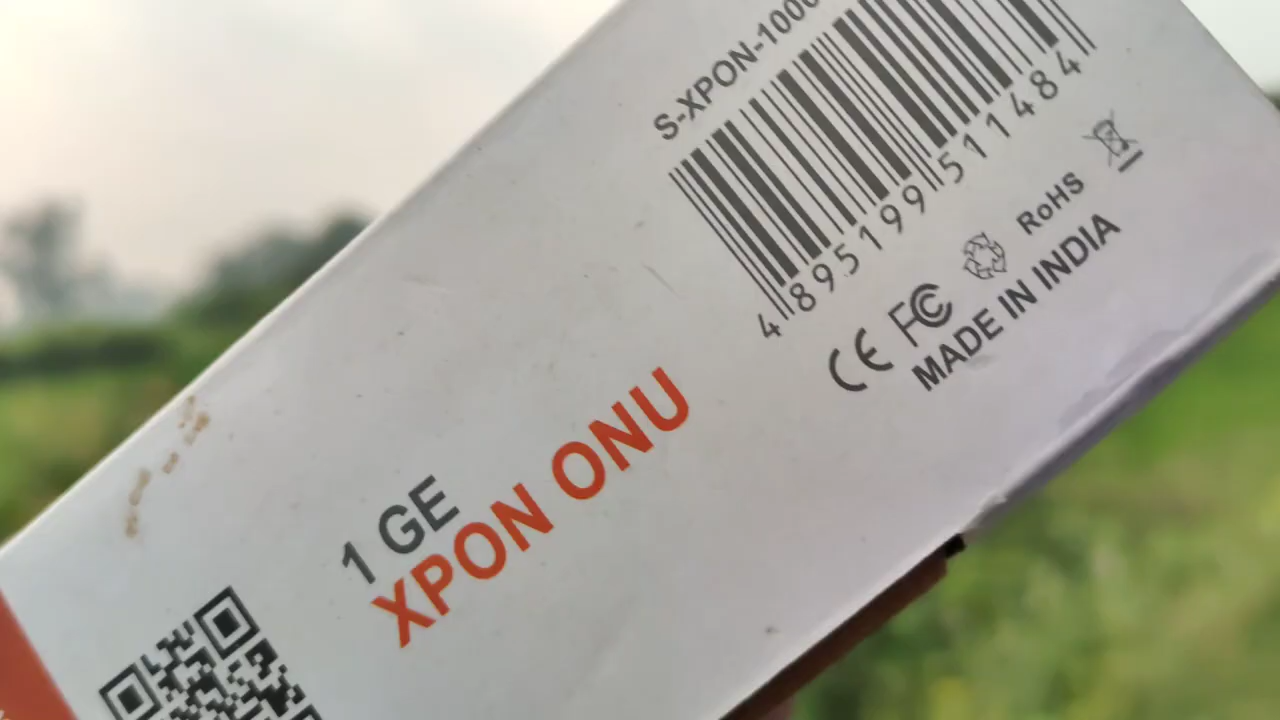 S-XPON-1000
4 895199 511484
CE FC RoHS
MADE IN INDIA
1 GE
XPON ONU